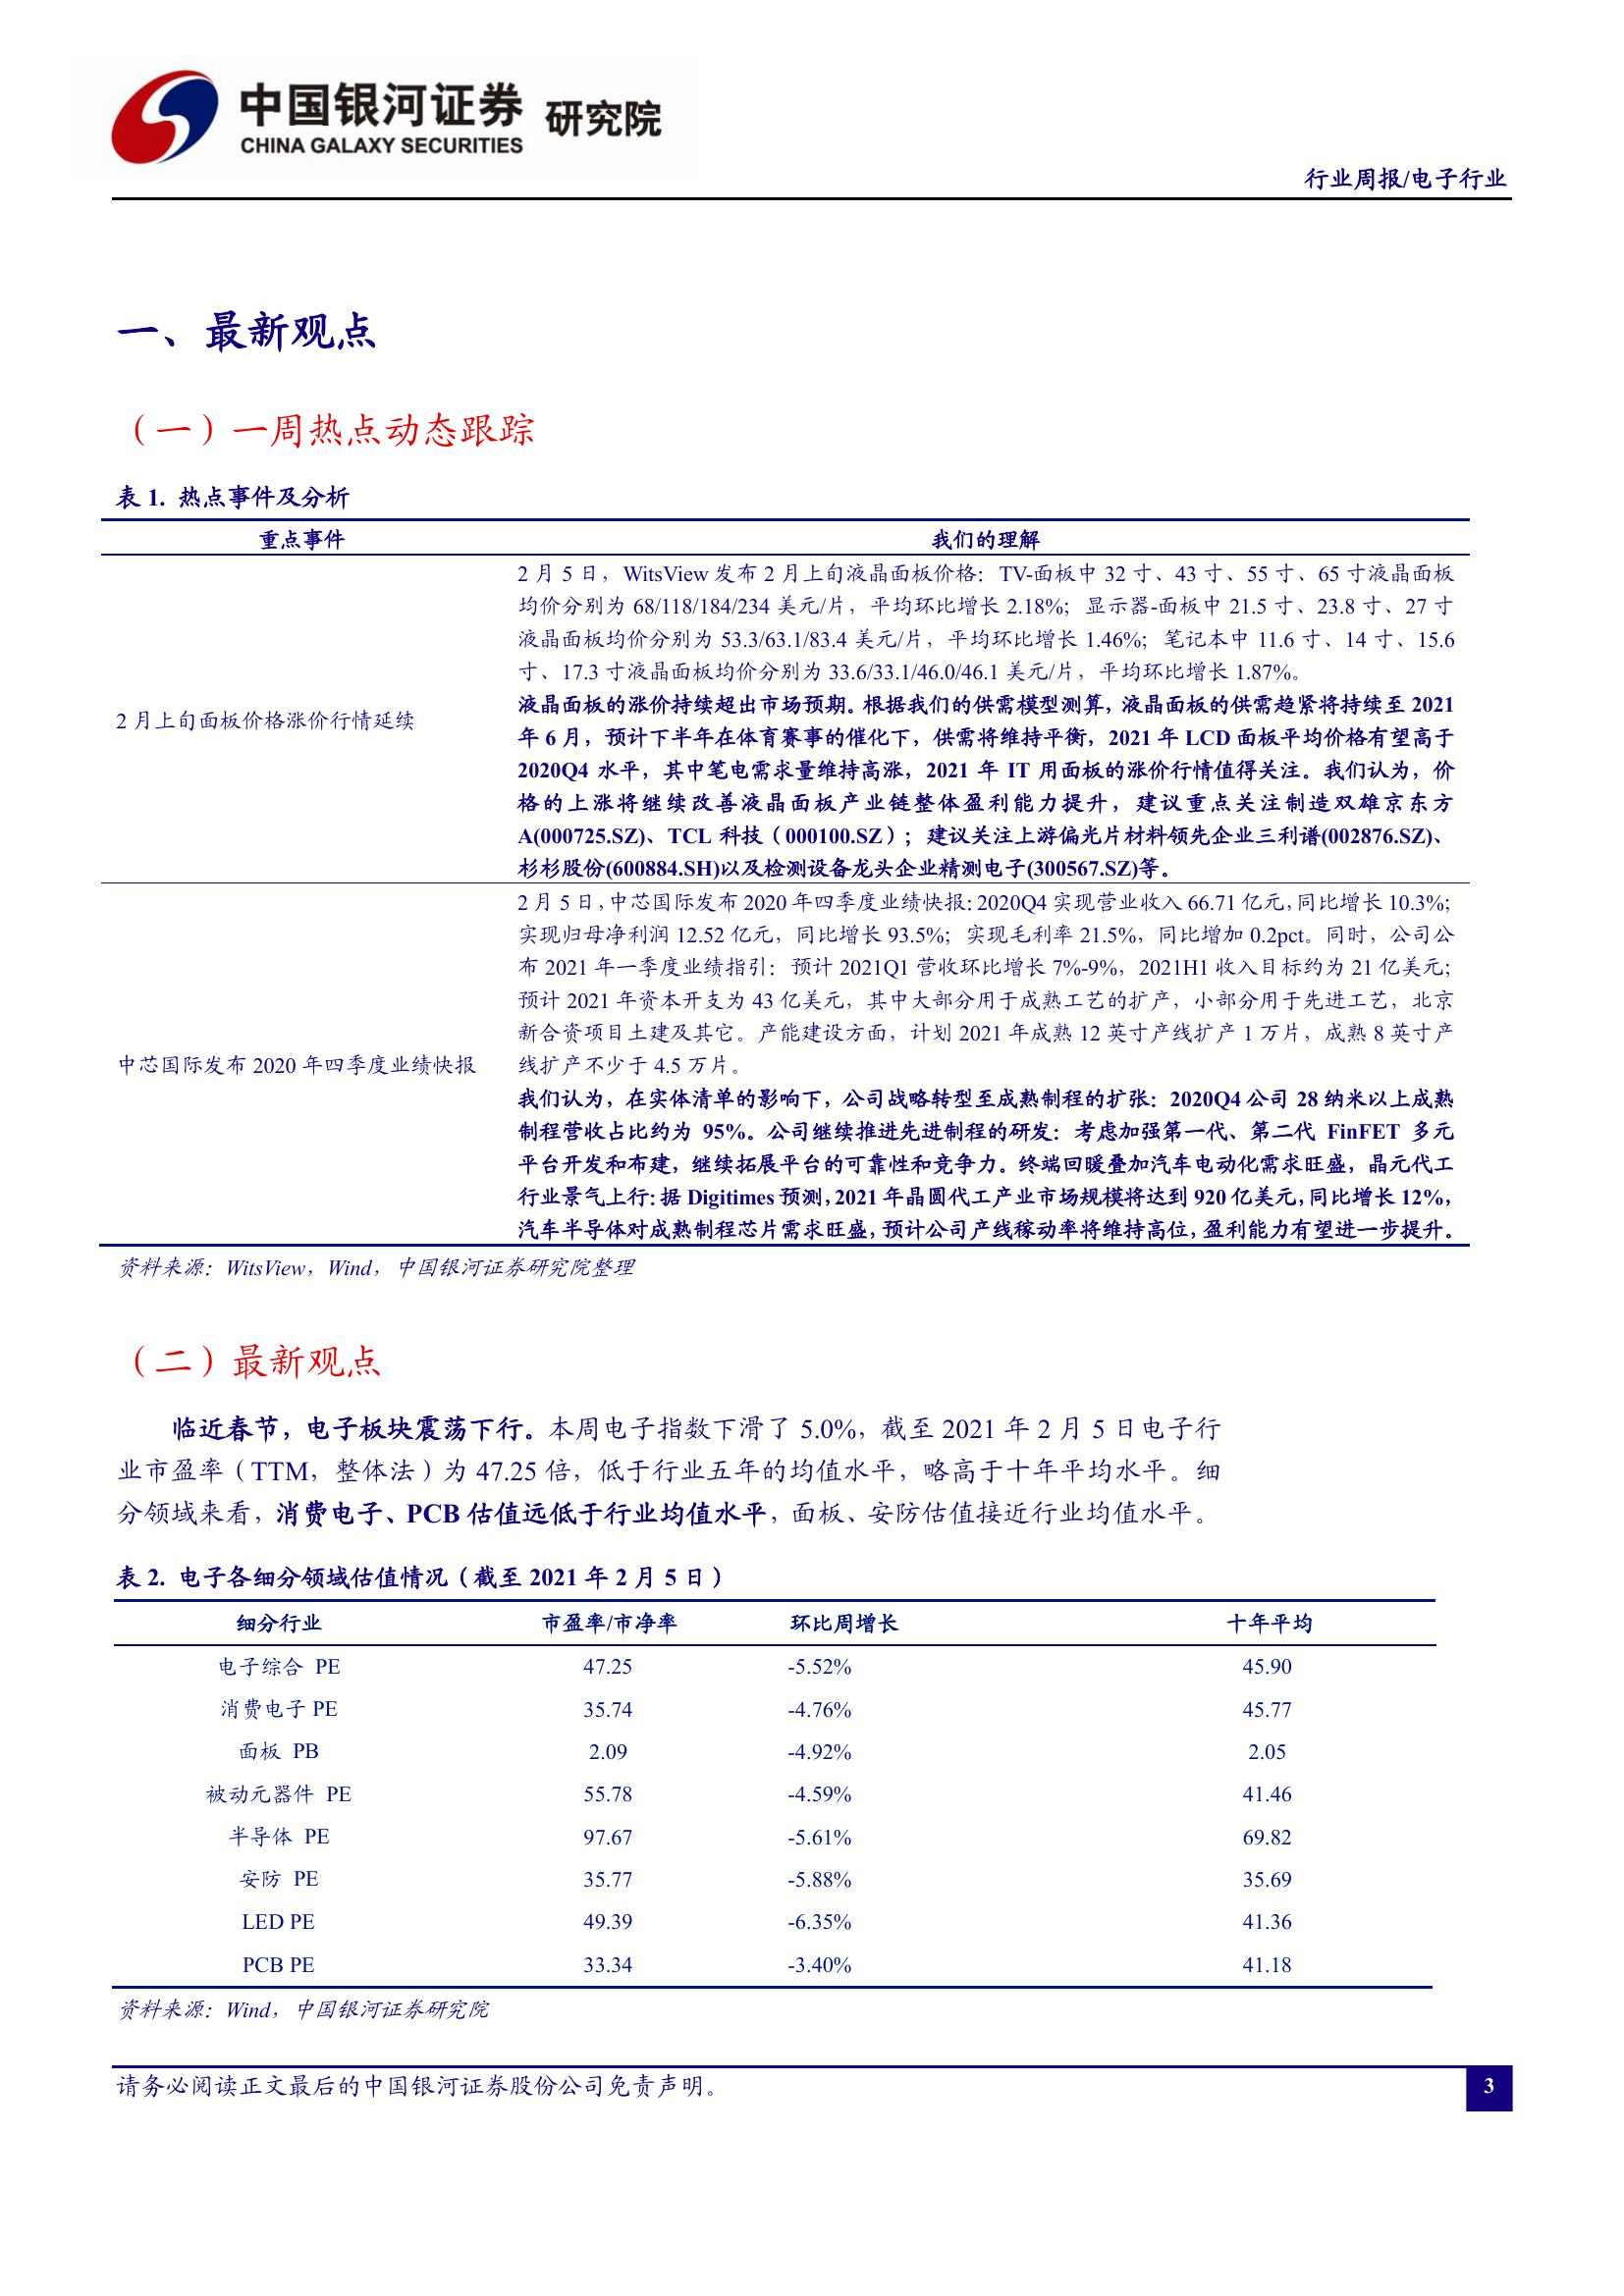 中国银河证券 研究院
CHINA GALAXY SECURITIES
行业周报/电子行业
一、最新观点
（一）一周热点动态跟踪
表 1. 热点事件及分析
重点事件 我们的理解
2 月上旬面板价格涨价行情延续
2 月 5 日，WitsView 发布 2 月上旬液晶面板价格：TV-面板中 32 寸、43 寸、55 寸、65 寸液晶面板
均价分别为 68/118/184/234 美元/片，平均环比增长 2.18%；显示器-面板中 21.5 寸、23.8 寸、27 寸
液晶面板均价分别为 53.3/63.1/83.4 美元/片，平均环比增长 1.46%；笔记本中 11.6 寸、14 寸、15.6
寸、17.3 寸液晶面板均价分别为 33.6/33.1/46.0/46.1 美元/片，平均环比增长 1.87%。
液晶面板的涨价持续超出市场预期。根据我们的供需模型测算，液晶面板的供需趋紧将持续至 2021
年 6 月，预计下半年在体育赛事的催化下，供需将维持平衡，2021 年 LCD 面板平均价格有望高于
2020Q4 水平，其中笔电需求量维持高涨，2021 年 IT 用面板的涨价行情值得关注。我们认为，价
格的上涨将继续改善液晶面板产业链整体盈利能力提升，建议重点关注制造双雄京东方
A(000725.SZ)、TCL 科技（000100.SZ）；建议关注上游偏光片材料领先企业三利谱(002876.SZ)、
杉杉股份(600884.SH)以及检测设备龙头企业精测电子(300567.SZ)等。
中芯国际发布 2020 年四季度业绩快报
2 月 5 日，中芯国际发布 2020 年四季度业绩快报：2020Q4 实现营业收入 66.71 亿元，同比增长 10.3%；
实现归母净利润 12.52 亿元，同比增长 93.5%；实现毛利率 21.5%，同比增加 0.2pct。同时，公司公
布 2021 年一季度业绩指引：预计 2021Q1 营收环比增长 7%-9%，2021H1 收入目标约为 21 亿美元；
预计 2021 年资本开支为 43 亿美元，其中大部分用于成熟工艺的扩产，小部分用于先进工艺，北京
新合资项目土建及其它。产能建设方面，计划 2021 年成熟 12 英寸产线扩产 1 万片，成熟 8 英寸产
线扩产不少于 4.5 万片。
我们认为，在实体清单的影响下，公司战略转型至成熟制程的扩张：2020Q4 公司 28 纳米以上成熟
制程营收占比约为 95%。公司继续推进先进制程的研发：考虑加强第一代、第二代 FinFET 多元
平台开发和布建，继续拓展平台的可靠性和竞争力。终端回暖叠加汽车电动化需求旺盛，晶元代工
行业景气上行：据 Digitimes 预测，2021 年晶圆代工产业市场规模将达到 920 亿美元，同比增长 12%，
汽车半导体对成熟制程芯片需求旺盛，预计公司产线稼动率将维持高位，盈利能力有望进一步提升。
资料来源：WitsView，Wind，中国银河证券研究院整理
（二）最新观点
临近春节，电子板块震荡下行。本周电子指数下滑了 5.0%，截至 2021 年 2 月 5 日电子行
业市盈率（TTM，整体法）为 47.25 倍，低于行业五年的均值水平，略高于十年平均水平。细
分领域来看，消费电子、PCB 估值远低于行业均值水平，面板、安防估值接近行业均值水平。
表 2. 电子各细分领域估值情况（截至 2021 年 2 月 5 日）
细分行业 市盈率/市净率 环比周增长 十年平均
电子综合 PE 47.25 -5.52% 45.90
消费电子 PE 35.74 -4.76% 45.77
面板 PB 2.09 -4.92% 2.05
被动元器件 PE 55.78 -4.59% 41.46
半导体 PE 97.67 -5.61% 69.82
安防 PE 35.77 -5.88% 35.69
LED PE 49.39 -6.35% 41.36
PCB PE 33.34 -3.40% 41.18
资料来源：Wind，中国银河证券研究院
请务必阅读正文最后的中国银河证券股份公司免责声明。
3